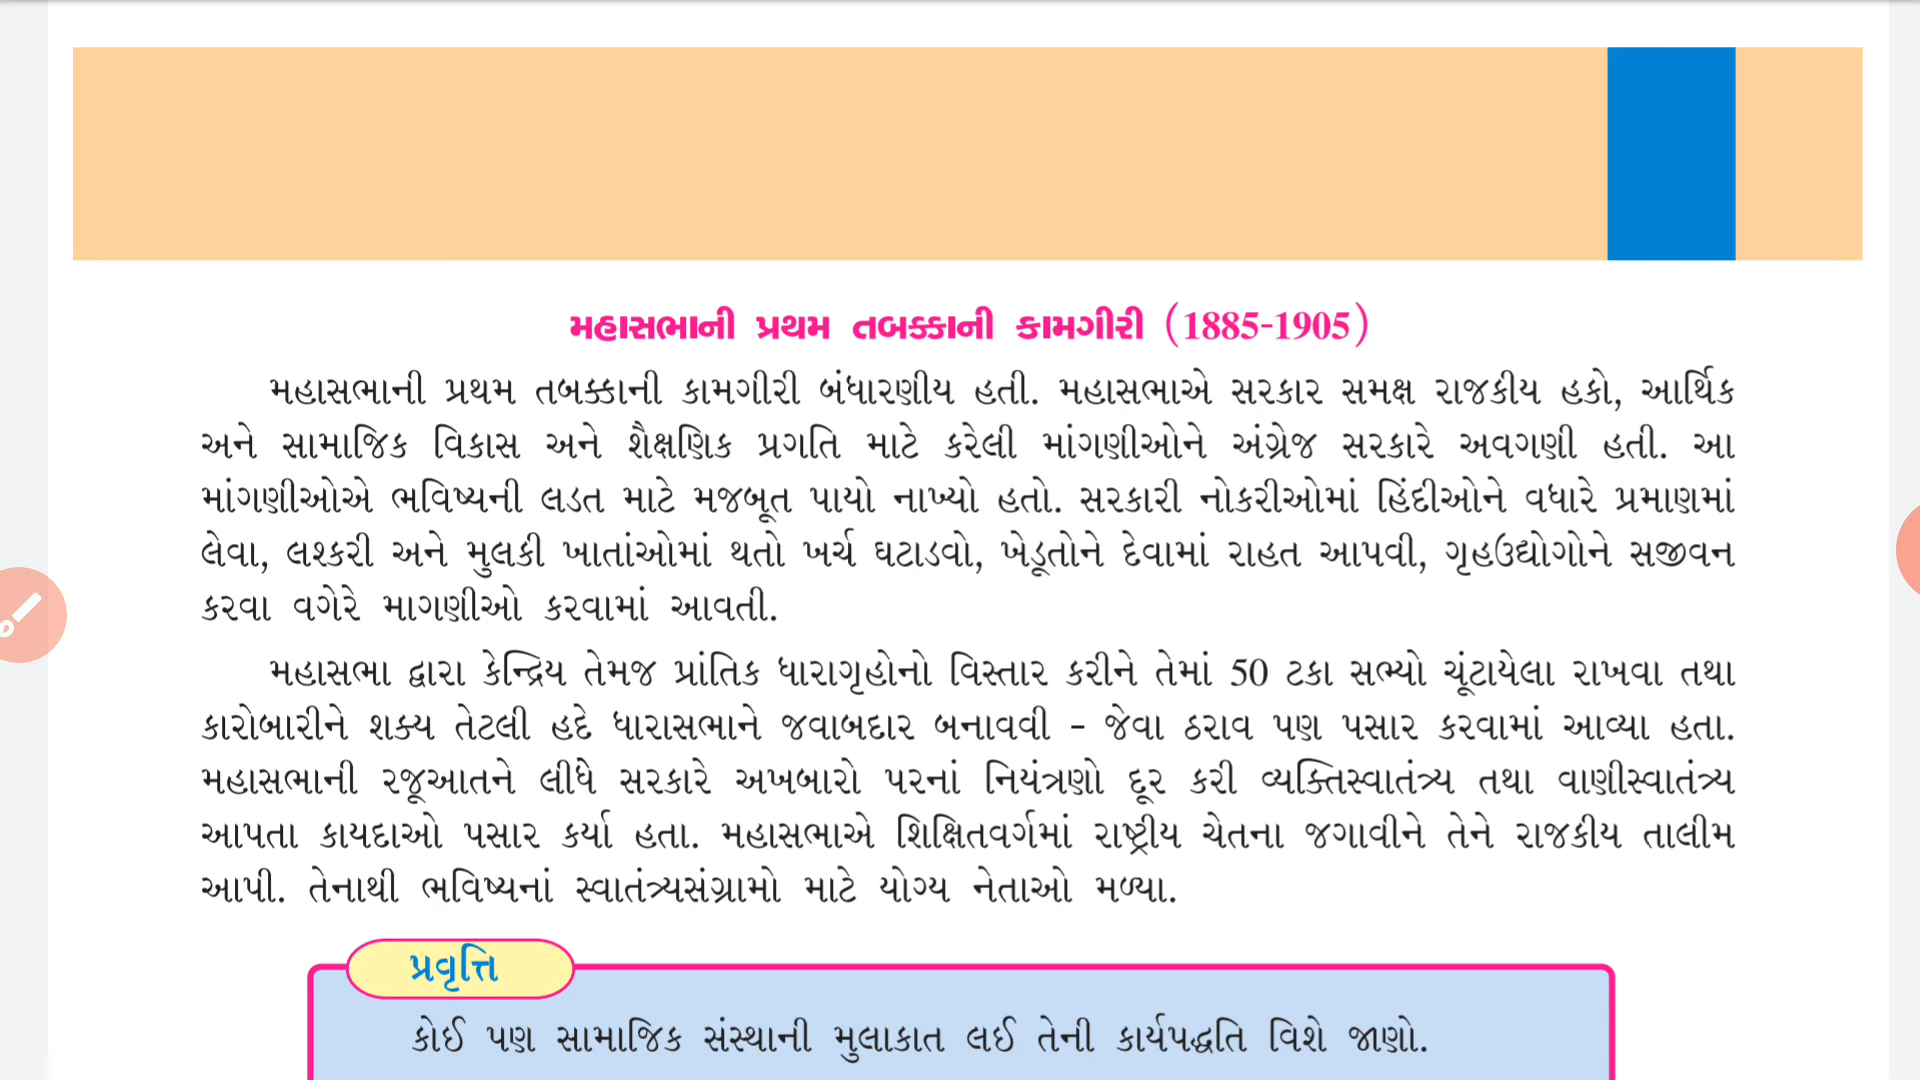 મહાસભાની પ્રથમ તબક્કાની કામગીરી (1885-1905)
મહાસભાની પ્રથમ તબક્કાની કામગીરી બંધારણીય હતી. મહાસભાએ સરકાર સમક્ષ રાજકીય હકો, આર્થિક
અને સામાજિક વિકાસ અને શૈક્ષણિક પ્રગતિ માટે કરેલી માંગણીઓને અંગ્રેજ સરકારે અવગણી હતી. આ
માંગણીઓએ ભવિષ્યની લડત માટે મજબૂત પાયો નાખ્યો હતો. સરકારી નોકરીઓમાં હિંદીઓને વધારે પ્રમાણમાં
લેવા, લશ્કરી અને મુલકી ખાતાંઓમાં થતો ખર્ચ ઘટાડવો, ખેડૂતોને દેવામાં રાહત આપવી, ગૃહઉદ્યોગોને સજીવન
કરવા વગેરે માગણીઓ કરવામાં આવતી.
મહાસભા દ્વારા કેન્દ્રિય તેમજ પ્રાંતિક ધારાગૃહોનો વિસ્તાર કરીને તેમાં 50 ટકા સભ્યો ચૂંટાયેલા રાખવા તથા
કારોબારીને શક્ય તેટલી હદે ધારાસભાને જવાબદાર બનાવવી - જેવા ઠરાવ પણ પસાર કરવામાં આવ્યા હતા.
મહાસભાની રજૂઆતને લીધે સરકારે અખબારો પરનાં નિયંત્રણો દૂર કરી વ્યક્તિસ્વાતંત્ર્ય તથા વાણીસ્વાતંત્ર્ય
આપતા કાયદાઓ પસાર કર્યા હતા. મહાસભાએ શિક્ષિતવર્ગમાં રાષ્ટ્રીય ચેતના જગાવીને તેને રાજકીય તાલીમ
આપી. તેનાથી ભવિષ્યનાં સ્વાતંત્ર્યસંગ્રામો માટે યોગ્ય નેતાઓ મળ્યા.
પ્રવૃત્તિ
કોઈ પણ સામાજિક સંસ્થાની મુલાકાત લઈ તેની કાર્યપદ્ધતિ વિશે જાણો.